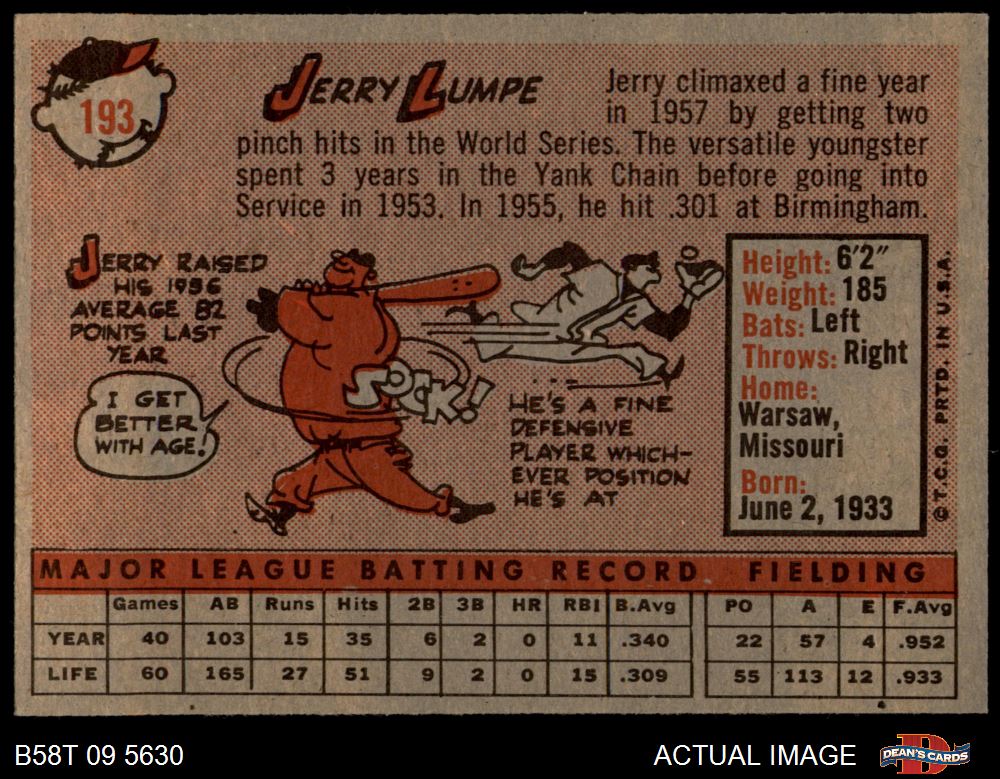 193
JERRY LUMPE
Jerry climaxed a fine year
in 1957 by getting two
pinch hits in the World Series. The versatile youngster
spent 3 years in the Yank Chain before going into
Service in 1953. In 1955, he hit .301 at Birmingham.
JERRY RAISED
HIS 1956
AVERAGE 82
POINTS LAST
YEAR
I GET
BETTER
WITH AGE!
SOCK!
HE'S A FINE
DEFENSIVE
PLAYER WHICH-
EVER POSITION
HE'S AT
Height: 6'2"
Weight: 185
Bats: Left
Throws: Right
Home:
Warsaw,
Missouri
Born:
June 2, 1933
© T.C.G. PRTD. IN U.S.A.
MAJOR LEAGUE BATTING RECORD FIELDING
Games AB Runs Hits 2B 3B HR RBI B.Avg PO A E F.Avg
YEAR 40 103 15 35 6 2 0 11 .340 22 57 4 .952
LIFE 60 165 27 51 9 2 0 15 .309 55 113 12 .933
B58T 09 5630
ACTUAL IMAGE
DEAN'S CARDS